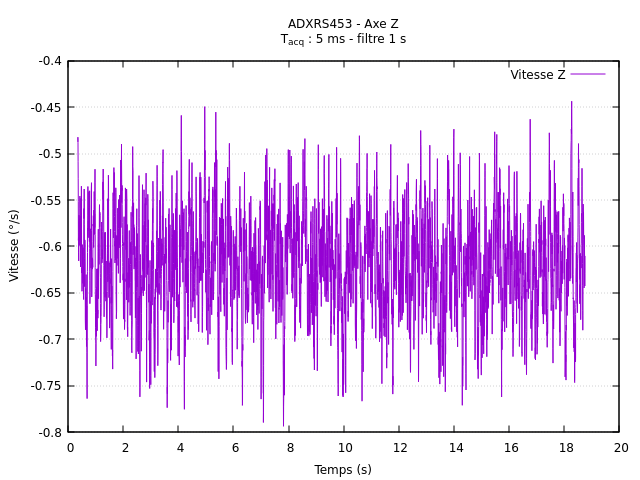 ADXRS453 - Axe Z
Tacq : 5 ms - filtre 1 s
Vitesse Z
-0.4
-0.45
-0.5
-0.55
-0.6
-0.65
-0.7
-0.75
-0.8
Vitesse (°/s)
0 2 4 6 8 10 12 14 16 18 20
Temps (s)